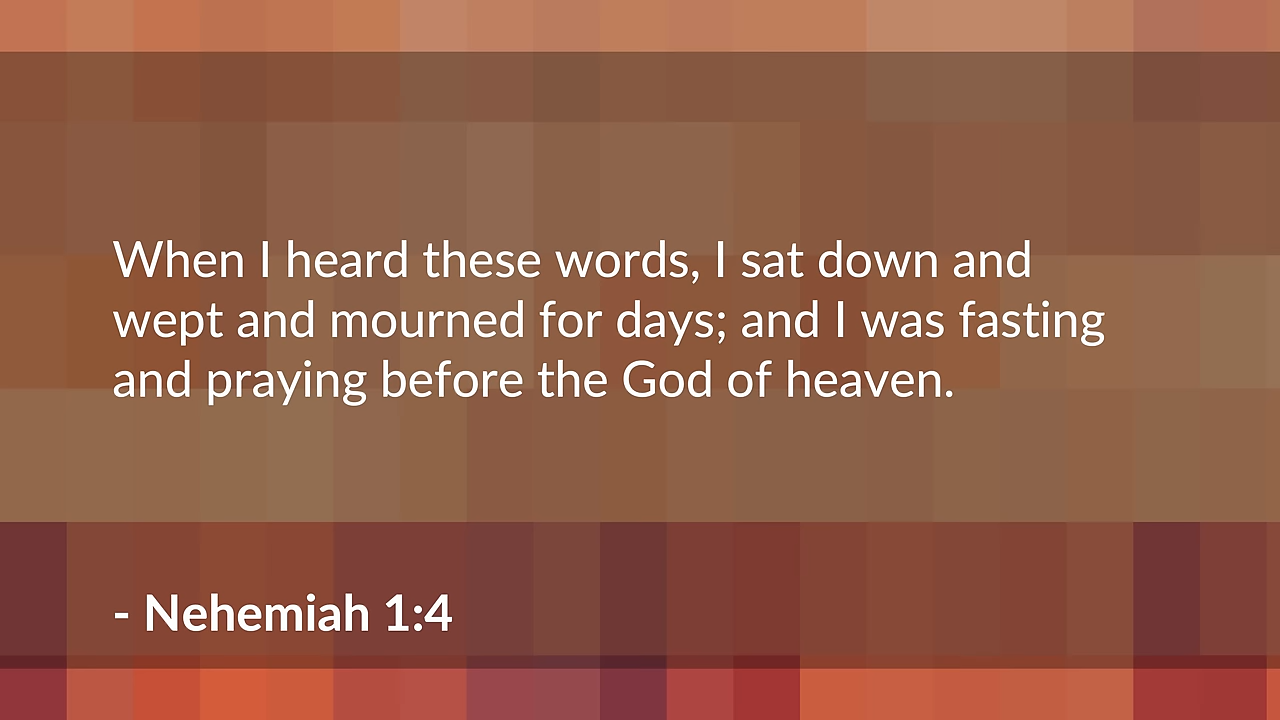 When I heard these words, I sat down and
wept and mourned for days; and I was fasting
and praying before the God of heaven.
- Nehemiah 1:4